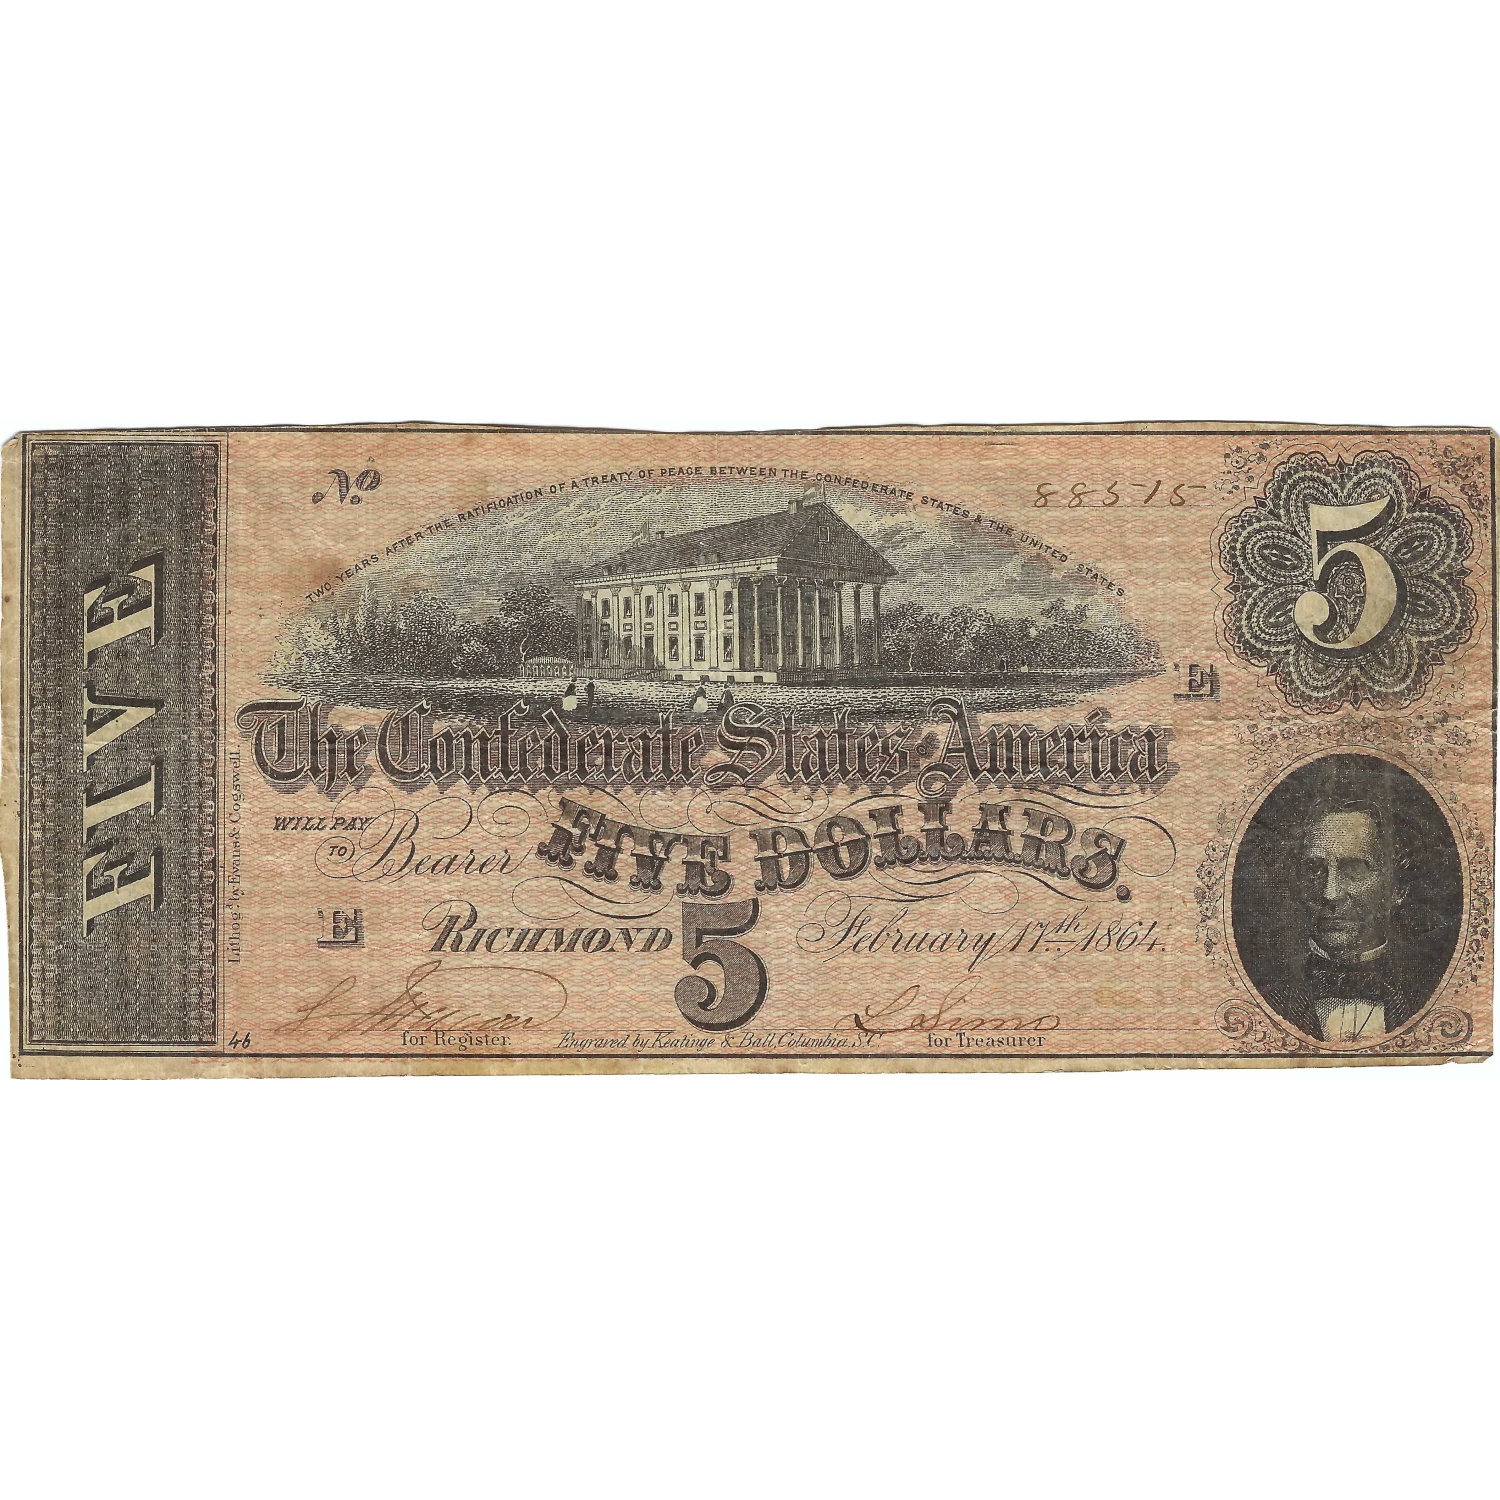 FIVE
No
TWO YEARS AFTER THE RATIFICATION OF A TREATY OF PEACE BETWEEN THE CONFEDERATE STATES & THE UNITED STATES
88515
5
E
The Confederate States of America
WILL PAY
TO
Bearer
FIVE DOLLARS.
E
RICHMOND
5
February 17th 1864.
Lithog'd by Evans & Cogswell
46
for Register.
Engraved by Keatinge & Ball, Columbia, S.C.
for Treasurer